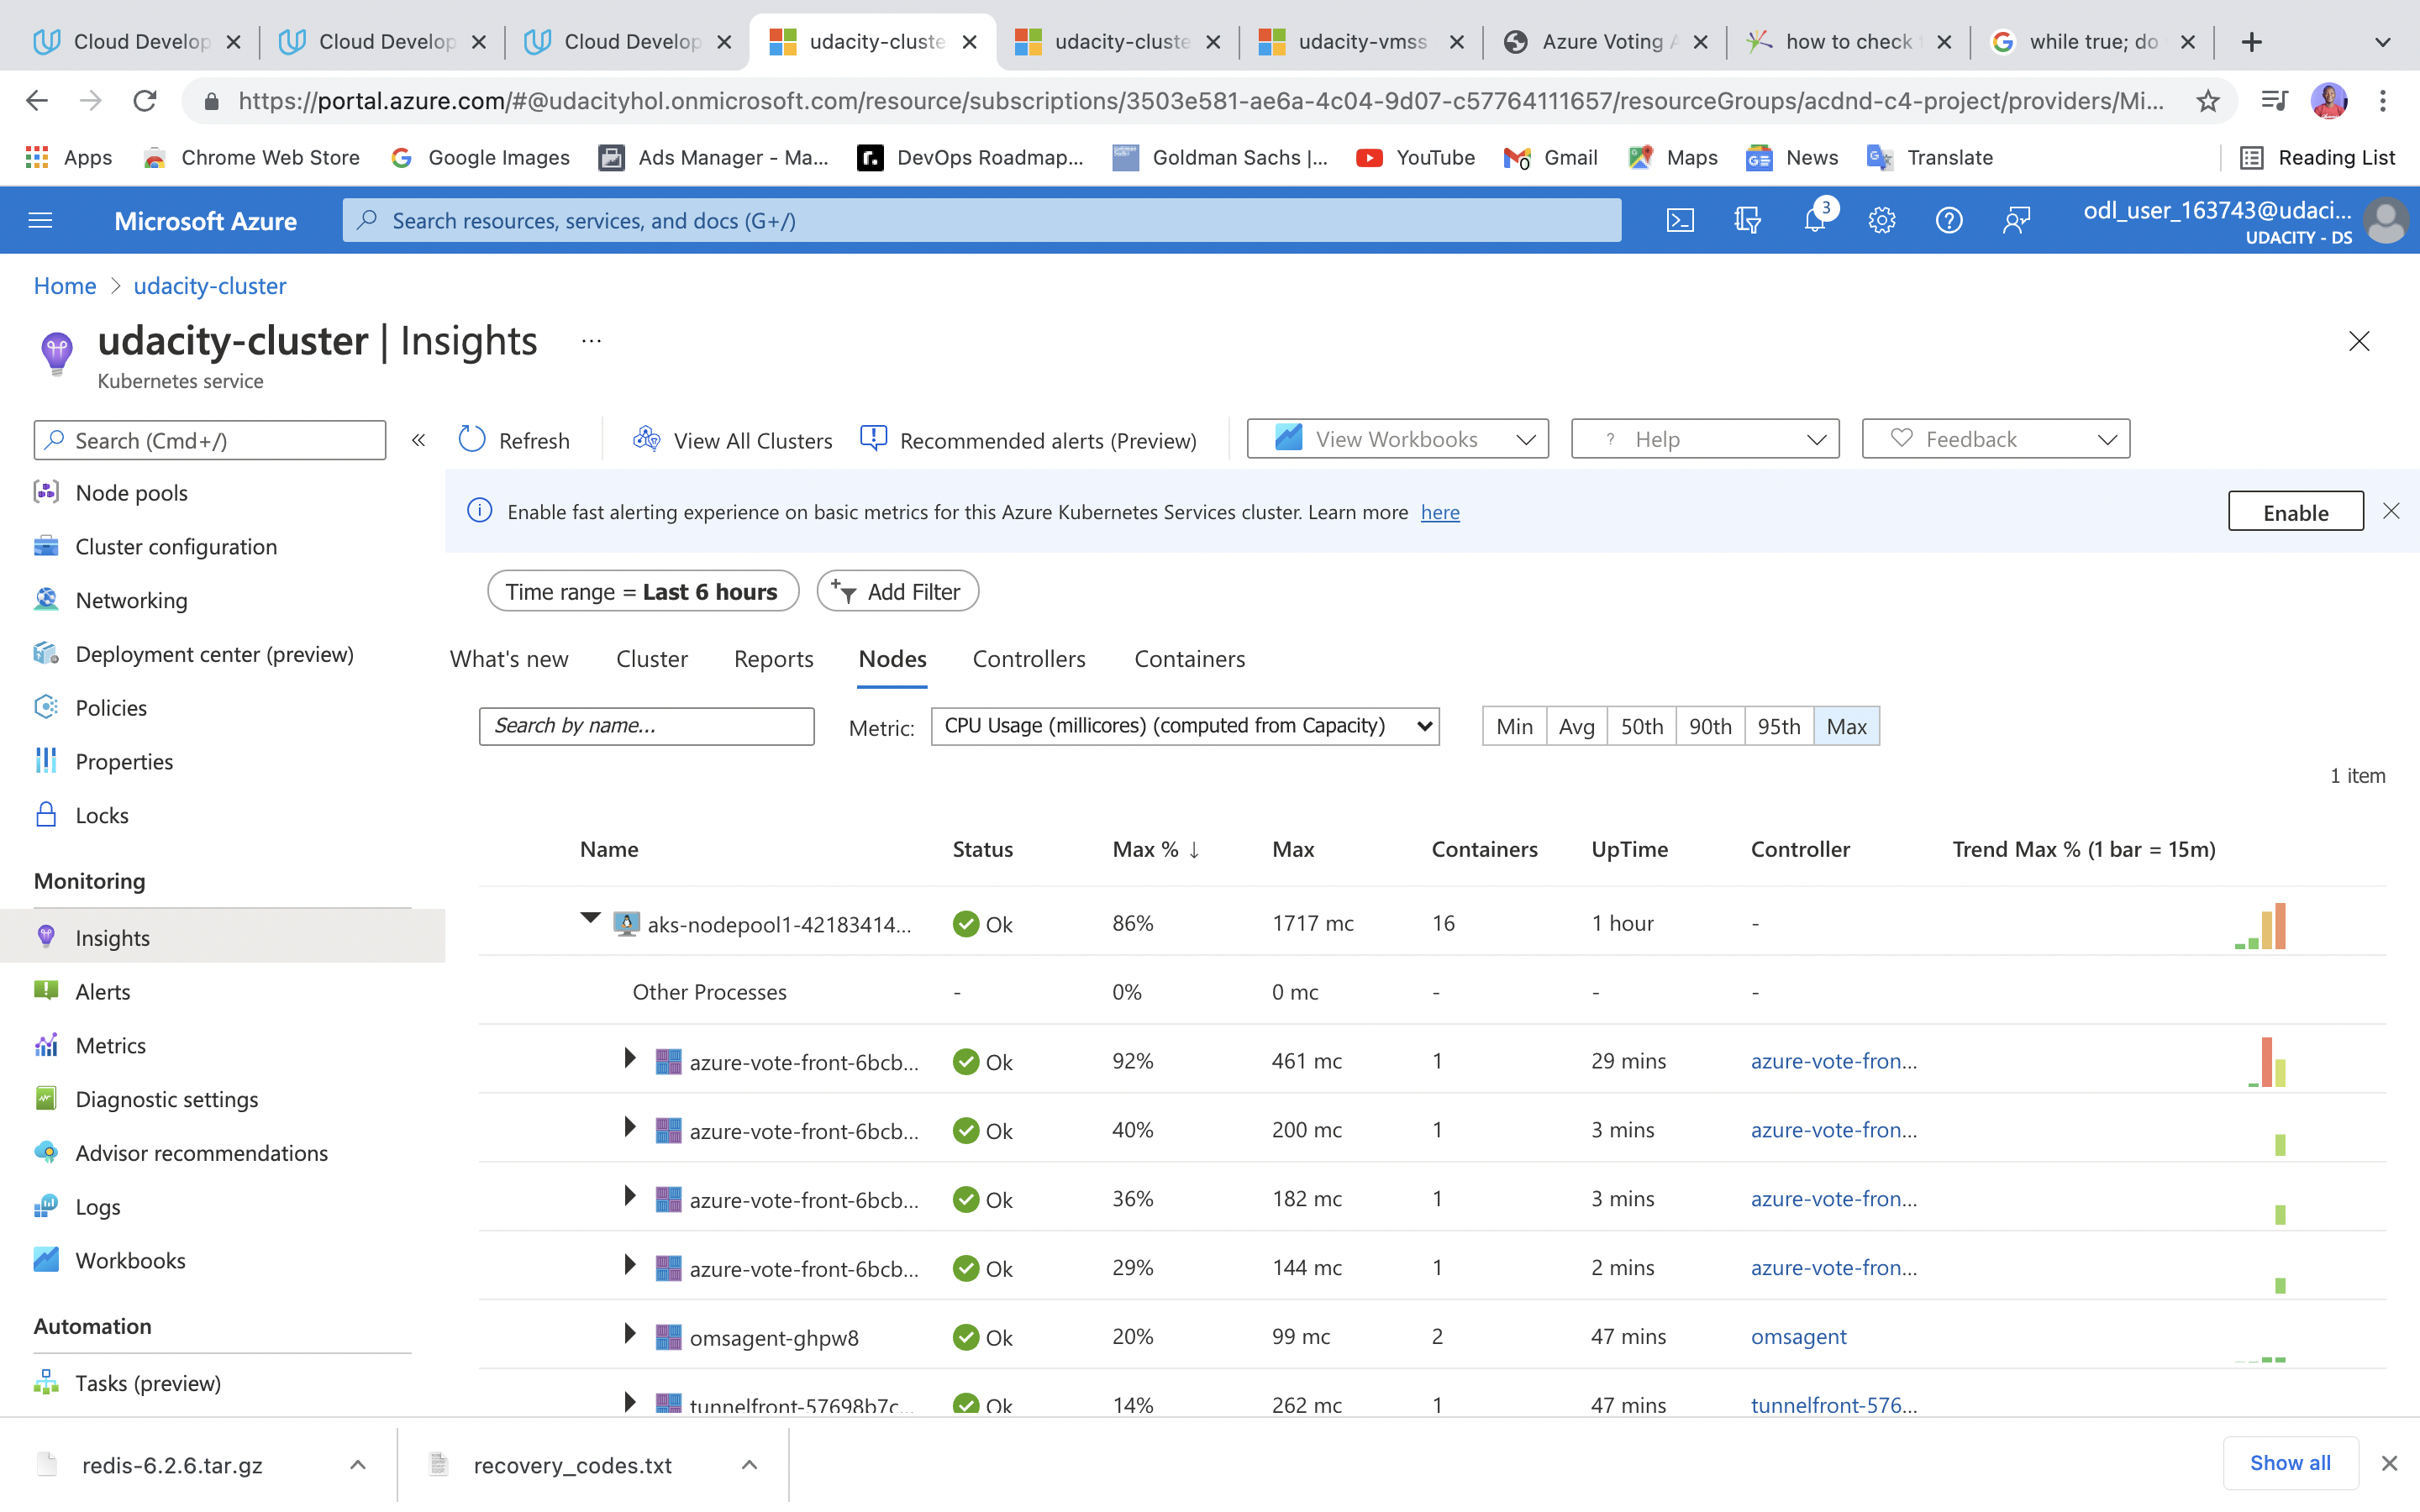 Cloud Develop
Cloud Develop
Cloud Develop
udacity-cluste
udacity-cluste
udacity-vmss
Azure Voting A
how to check t
while true; do
https://portal.azure.com/#@udacityhol.onmicrosoft.com/resource/subscriptions/3503e581-ae6a-4c04-9d07-c57764111657/resourceGroups/acdnd-c4-project/providers/Mi...
Apps
Chrome Web Store
Google Images
Ads Manager - Ma...
DevOps Roadmap...
Goldman Sachs |...
YouTube
Gmail
Maps
News
Translate
Reading List
Microsoft Azure
Search resources, services, and docs (G+/)
3
odl_user_163743@udaci...
UDACITY - DS
Home > udacity-cluster
udacity-cluster | Insights ...
Kubernetes service
Search (Cmd+/)
«
Refresh
View All Clusters
Recommended alerts (Preview)
View Workbooks
? Help
Feedback
Node pools
Cluster configuration
Networking
Deployment center (preview)
Policies
Properties
Locks
Monitoring
Insights
Alerts
Metrics
Diagnostic settings
Advisor recommendations
Logs
Workbooks
Automation
Tasks (preview)
Enable fast alerting experience on basic metrics for this Azure Kubernetes Services cluster. Learn more here
Enable
Time range = Last 6 hours
Add Filter
What's new Cluster Reports Nodes Controllers Containers
Search by name...
Metric: CPU Usage (millicores) (computed from Capacity)
Min Avg 50th 90th 95th Max
1 item
Name Status Max % ↓ Max Containers UpTime Controller Trend Max % (1 bar = 15m)
aks-nodepool1-42183414... Ok 86% 1717 mc 16 1 hour -
Other Processes - 0% 0 mc - - -
azure-vote-front-6bcb... Ok 92% 461 mc 1 29 mins azure-vote-fron...
azure-vote-front-6bcb... Ok 40% 200 mc 1 3 mins azure-vote-fron...
azure-vote-front-6bcb... Ok 36% 182 mc 1 3 mins azure-vote-fron...
azure-vote-front-6bcb... Ok 29% 144 mc 1 2 mins azure-vote-fron...
omsagent-ghpw8 Ok 20% 99 mc 2 47 mins omsagent
tunnelfront-57698b7c... Ok 14% 262 mc 1 47 mins tunnelfront-576...
redis-6.2.6.tar.gz
recovery_codes.txt
Show all